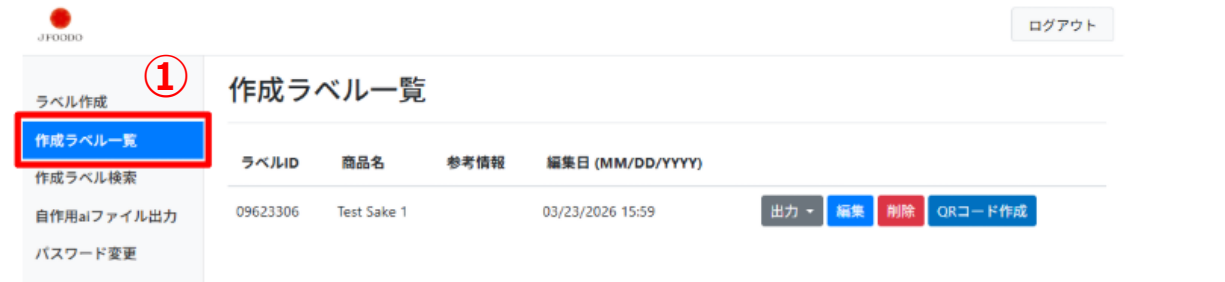 JFOODO
ログアウト
①
ラベル作成
作成ラベル一覧
作成ラベル検索
自作用aiファイル出力
パスワード変更
作成ラベル一覧
ラベルID 商品名 参考情報 編集日 (MM/DD/YYYY)
09623306 Test Sake 1 03/23/2026 15:59 出力 編集 削除 QRコード作成